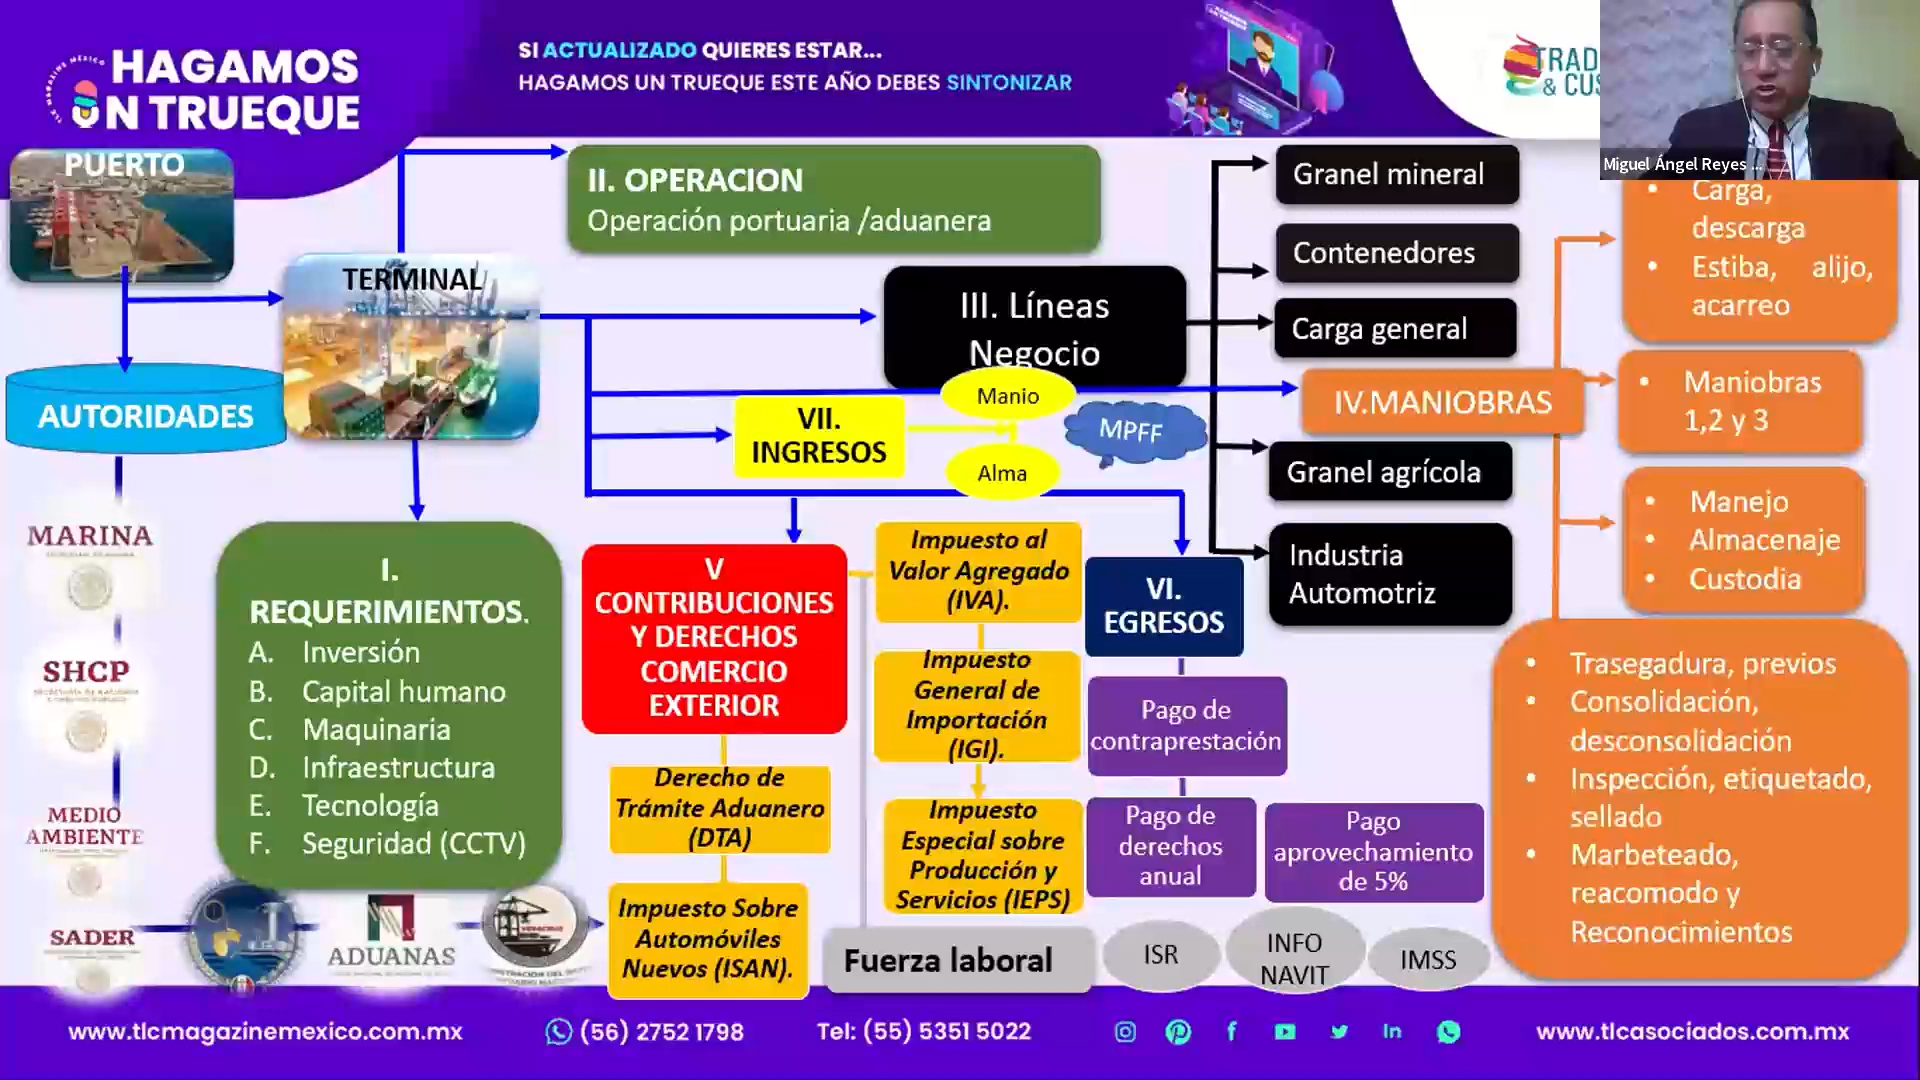 HAGAMOS
UN TRUEQUE
TLC MAGAZINE MÉXICO
SI ACTUALIZADO QUIERES ESTAR...
HAGAMOS UN TRUEQUE ESTE AÑO DEBES SINTONIZAR
TRAD
& CUS
Miguel Ángel Reyes ...
PUERTO
TERMINAL
AUTORIDADES
MARINA
SHCP
MEDIO
AMBIENTE
SADER
ADUANAS
VERACRUZ
II. OPERACION
Operación portuaria /aduanera
III. Líneas
Negocio
Granel mineral
Contenedores
Carga general
Granel agrícola
Industria
Automotriz
IV.MANIOBRAS
• Carga,
descarga
• Estiba, alijo,
acarreo
• Maniobras
1,2 y 3
• Manejo
• Almacenaje
• Custodia
• Trasegadura, previos
• Consolidación,
desconsolidación
• Inspección, etiquetado,
sellado
• Marbeteado,
reacomodo y
Reconocimientos
VII.
INGRESOS
Manio
Alma
MPFF
I.
REQUERIMIENTOS.
A. Inversión
B. Capital humano
C. Maquinaria
D. Infraestructura
E. Tecnología
F. Seguridad (CCTV)
V
CONTRIBUCIONES
Y DERECHOS
COMERCIO
EXTERIOR
Derecho de
Trámite Aduanero
(DTA)
Impuesto Sobre
Automóviles
Nuevos (ISAN).
Impuesto al
Valor Agregado
(IVA).
Impuesto
General de
Importación
(IGI).
Impuesto
Especial sobre
Producción y
Servicios (IEPS)
VI.
EGRESOS
Pago de
contraprestación
Pago de
derechos
anual
Pago
aprovechamiento
de 5%
Fuerza laboral
ISR
INFO
NAVIT
IMSS
www.tlcmagazinemexico.com.mx
(56) 2752 1798
Tel: (55) 5351 5022
www.tlcasociados.com.mx